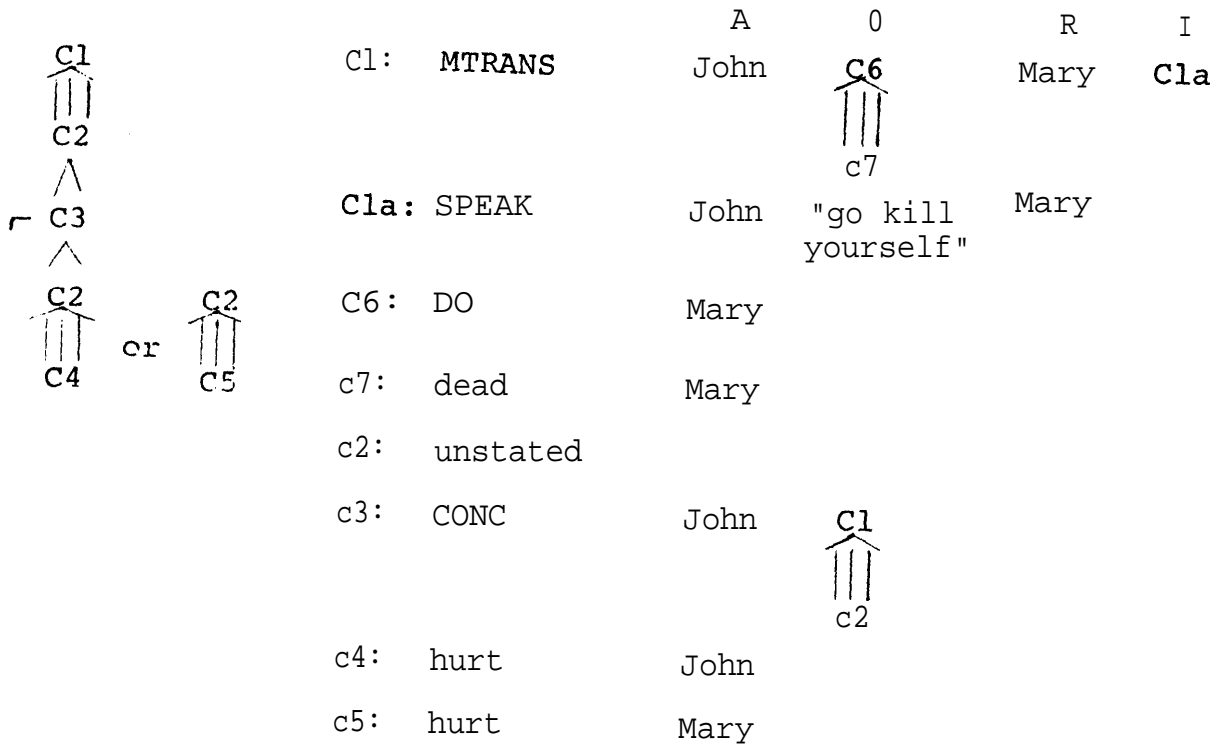 A 0 R I
C1 C1: MTRANS John C6 Mary C1a
C2
c7
C3 C1a: SPEAK John "go kill Mary
yourself"
C2 C2 C6: DO Mary
or
C4 C5 c7: dead Mary
c2: unstated
c3: CONC John C1
c2
c4: hurt John
c5: hurt Mary